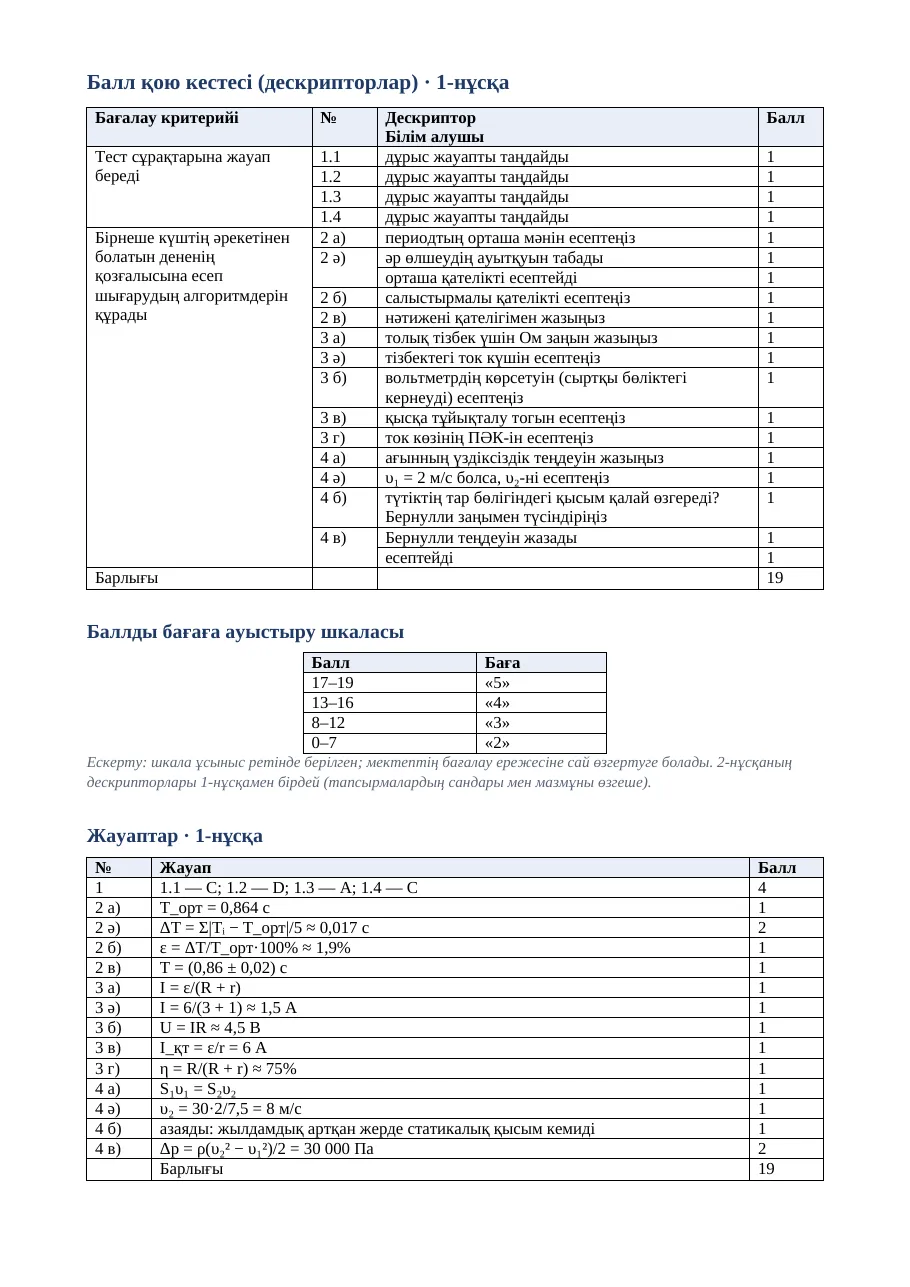 Балл қою кестесі (дескрипторлар) · 1-нұсқа
Бағалау критерийі № Дескриптор Балл
Білім алушы
Тест сұрақтарына жауап 1.1 дұрыс жауапты таңдайды 1
береді 1.2 дұрыс жауапты таңдайды 1
1.3 дұрыс жауапты таңдайды 1
1.4 дұрыс жауапты таңдайды 1
Бірнеше күштің әрекетінен 2 а) периодтың орташа мәнін есептеңіз 1
болатын дененің 2 ә) әр өлшеудің ауытқуын табады 1
қозғалысына есеп орташа қателікті есептейді 1
шығарудың алгоритмдерін 2 б) салыстырмалы қателікті есептеңіз 1
құрады 2 в) нәтижені қателігімен жазыңыз 1
3 а) толық тізбек үшін Ом заңын жазыңыз 1
3 ә) тізбектегі ток күшін есептеңіз 1
3 б) вольтметрдің көрсетуін (сыртқы бөліктегі 1
кернеуді) есептеңіз
3 в) қысқа тұйықталу тогын есептеңіз 1
3 г) ток көзінің ПӘК-ін есептеңіз 1
4 а) ағынның үздіксіздік теңдеуін жазыңыз 1
4 ә) υ₁ = 2 м/с болса, υ₂-ні есептеңіз 1
4 б) түтіктің тар бөлігіндегі қысым қалай өзгереді? 1
Бернулли заңымен түсіндіріңіз
4 в) Бернулли теңдеуін жазады 1
есептейді 1
Барлығы 19
Баллды бағаға ауыстыру шкаласы
Балл Баға
17–19 «5»
13–16 «4»
8–12 «3»
0–7 «2»
Ескерту: шкала ұсыныс ретінде берілген; мектептің бағалау ережесіне сай өзгертуге болады. 2-нұсқаның
дескрипторлары 1-нұсқамен бірдей (тапсырмалардың сандары мен мазмұны өзгеше).
Жауаптар · 1-нұсқа
№ Жауап Балл
1 1.1 — C; 1.2 — D; 1.3 — A; 1.4 — C 4
2 а) T_орт = 0,864 с 1
2 ә) ΔT = Σ|Tᵢ − T_орт|/5 ≈ 0,017 с 2
2 б) ε = ΔT/T_орт·100% ≈ 1,9% 1
2 в) T = (0,86 ± 0,02) с 1
3 а) I = ε/(R + r) 1
3 ә) I = 6/(3 + 1) ≈ 1,5 А 1
3 б) U = IR ≈ 4,5 В 1
3 в) I_қт = ε/r = 6 А 1
3 г) η = R/(R + r) ≈ 75% 1
4 а) S₁υ₁ = S₂υ₂ 1
4 ә) υ₂ = 30·2/7,5 = 8 м/с 1
4 б) азаяды: жылдамдық артқан жерде статикалық қысым кемиді 1
4 в) Δp = ρ(υ₂² − υ₁²)/2 = 30 000 Па 2
Барлығы 19